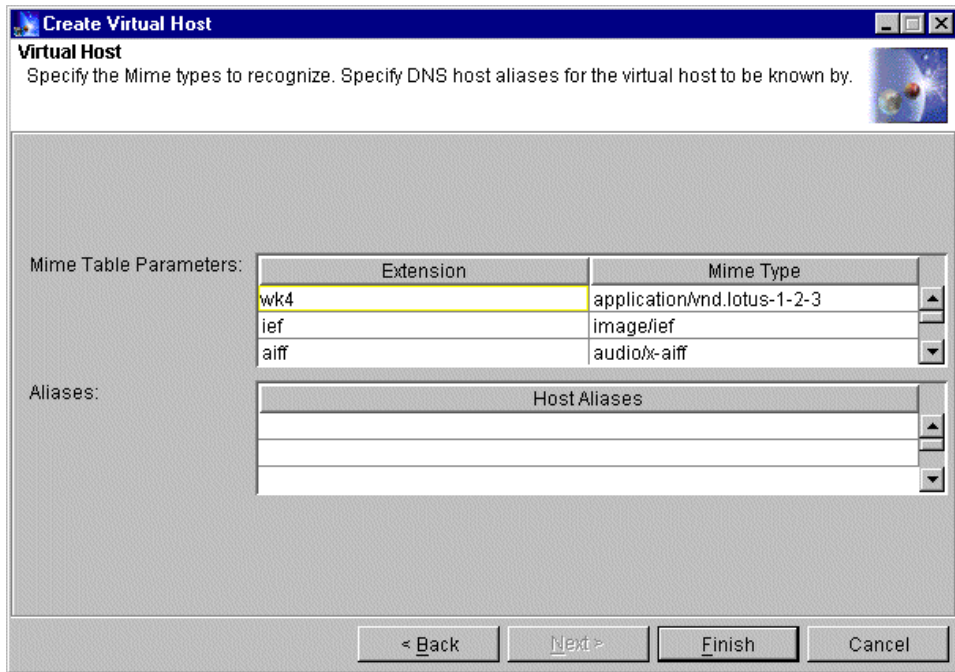 Create Virtual Host
Virtual Host
Specify the Mime types to recognize. Specify DNS host aliases for the virtual host to be known by.
Mime Table Parameters:
Extension Mime Type
wk4 application/vnd.lotus-1-2-3
ief image/ief
aiff audio/x-aiff
Aliases:
Host Aliases
< Back Next > Finish Cancel